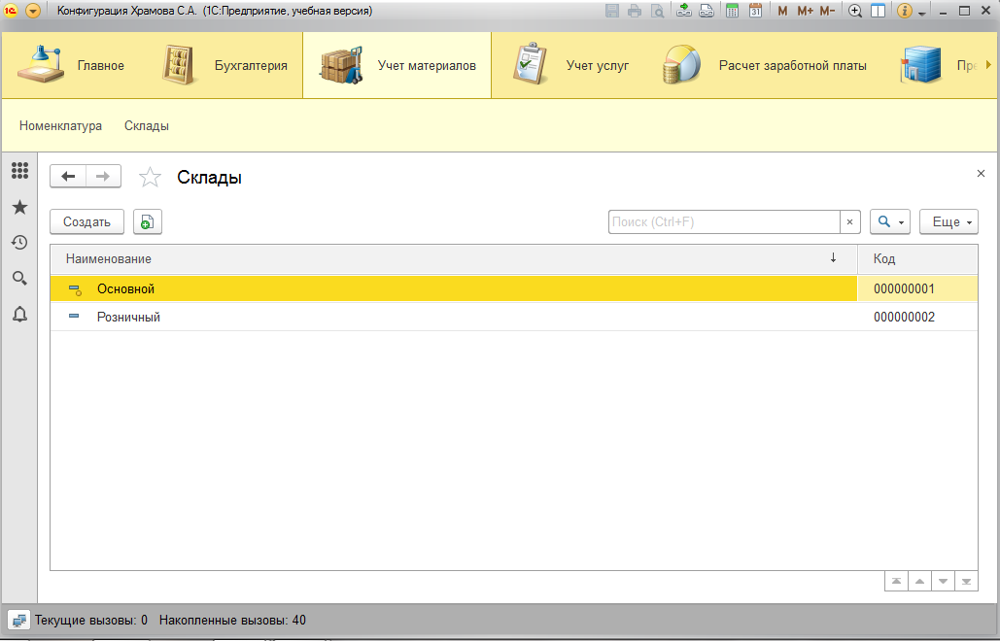 Конфигурация Храмова С.А. (1С:Предприятие, учебная версия)
31 M M+ M-
Главное Бухгалтерия Учет материалов Учет услуг Расчет заработной платы
Номенклатура Склады
Склады
Создать Поиск (Ctrl+F) × Еще
Наименование ↓ Код
Основной 000000001
Розничный 000000002
Текущие вызовы: 0 Накопленные вызовы: 40